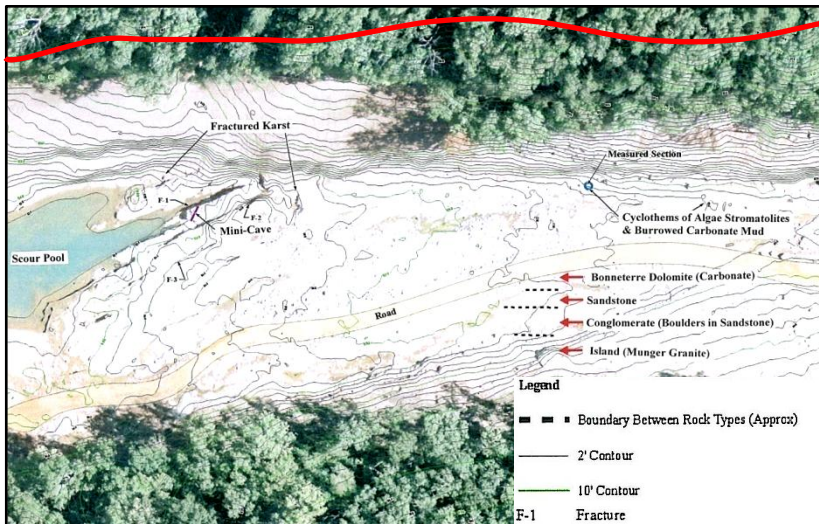 Fractured Karst
Measured Section
F-1
F-2
Mini-Cave
Cyclothems of Algae Stromatolites
& Burrowed Carbonate Mud
Scour Pool
F-3
Bonneterre Dolomite (Carbonate)
Sandstone
Road
Conglomerate (Boulders in Sandstone)
Island (Munger Granite)
Legend
Boundary Between Rock Types (Approx)
2' Contour
10' Contour
F-1 Fracture